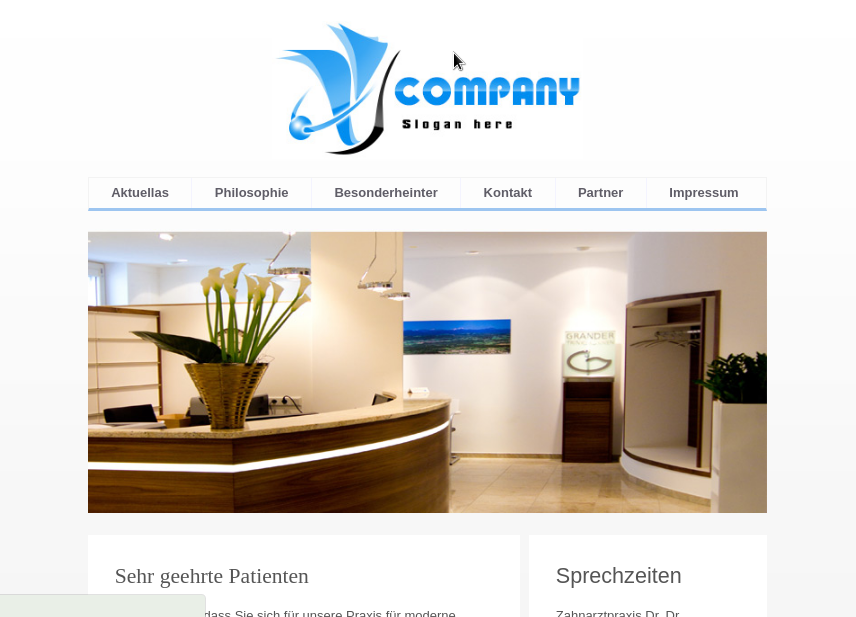 COMPANY
Slogan here
Aktuellas Philosophie Besonderheinter Kontakt Partner Impressum
GRANDER
Sehr geehrte Patienten
Sprechzeiten
dass Sie sich für unsere Praxis für moderne
Zahnarztpraxis Dr. Dr.